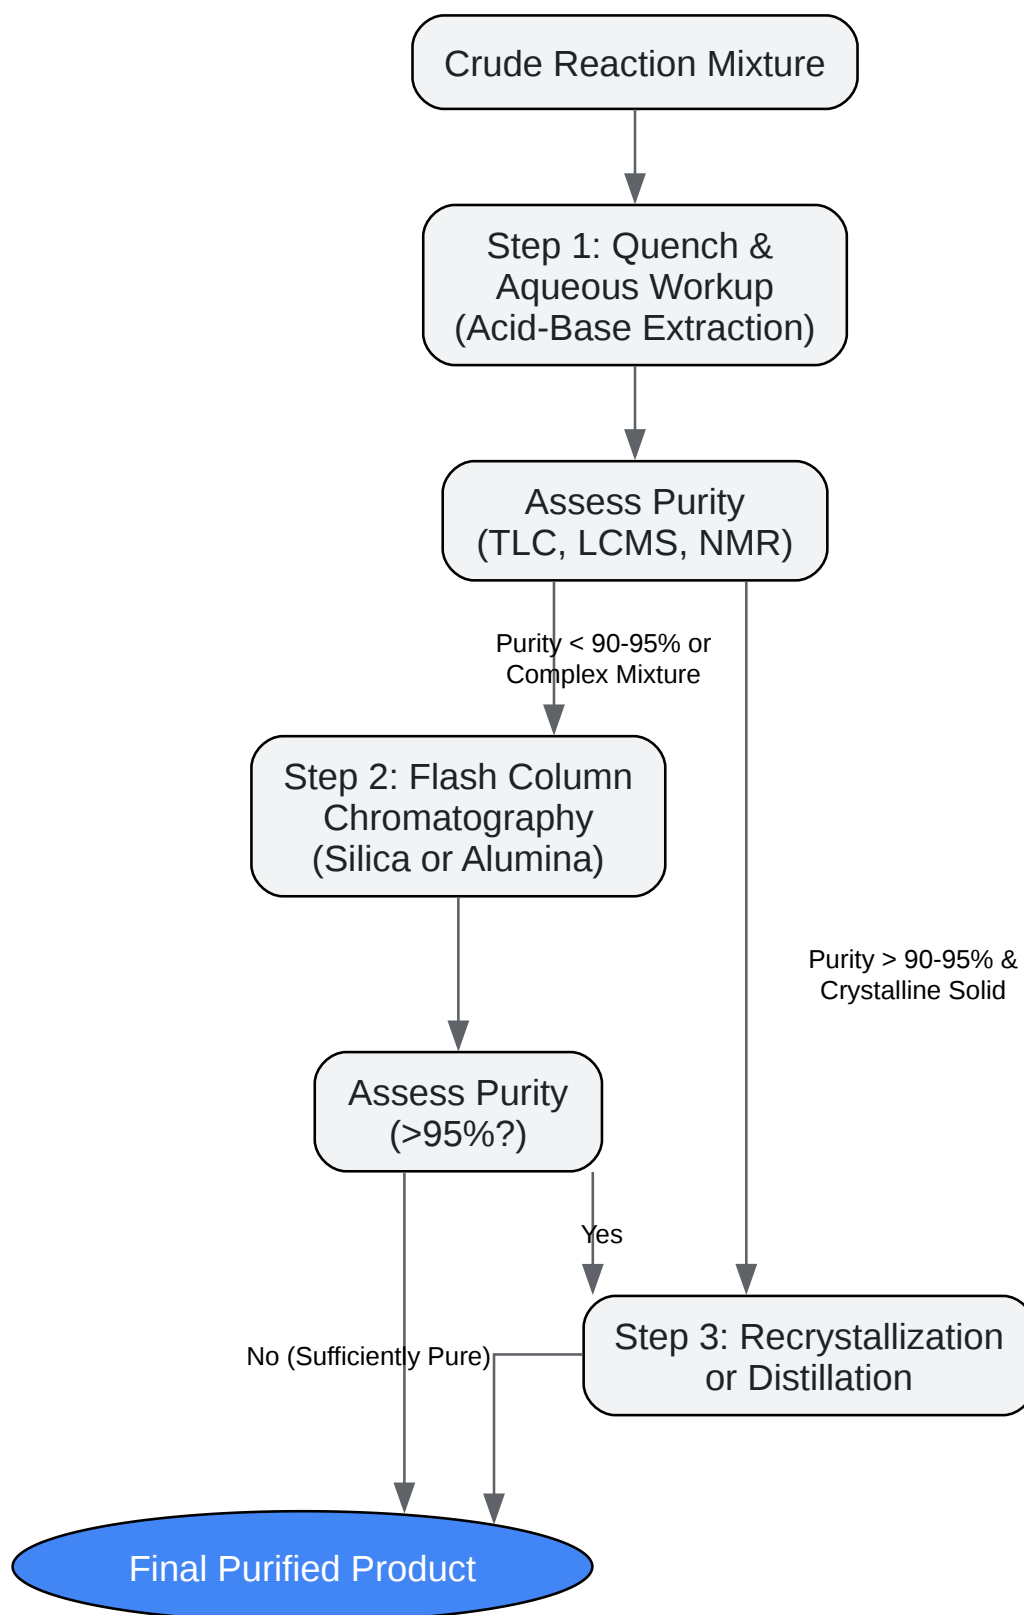 Crude Reaction Mixture
Step 1: Quench &
Aqueous Workup
(Acid-Base Extraction)
Assess Purity
(TLC, LCMS, NMR)
Purity < 90-95% or
Complex Mixture
Step 2: Flash Column
Chromatography
(Silica or Alumina)
Purity > 90-95% &
Crystalline Solid
Assess Purity
(>95%?)
Yes
Step 3: Recrystallization
or Distillation
No (Sufficiently Pure)
Final Purified Product